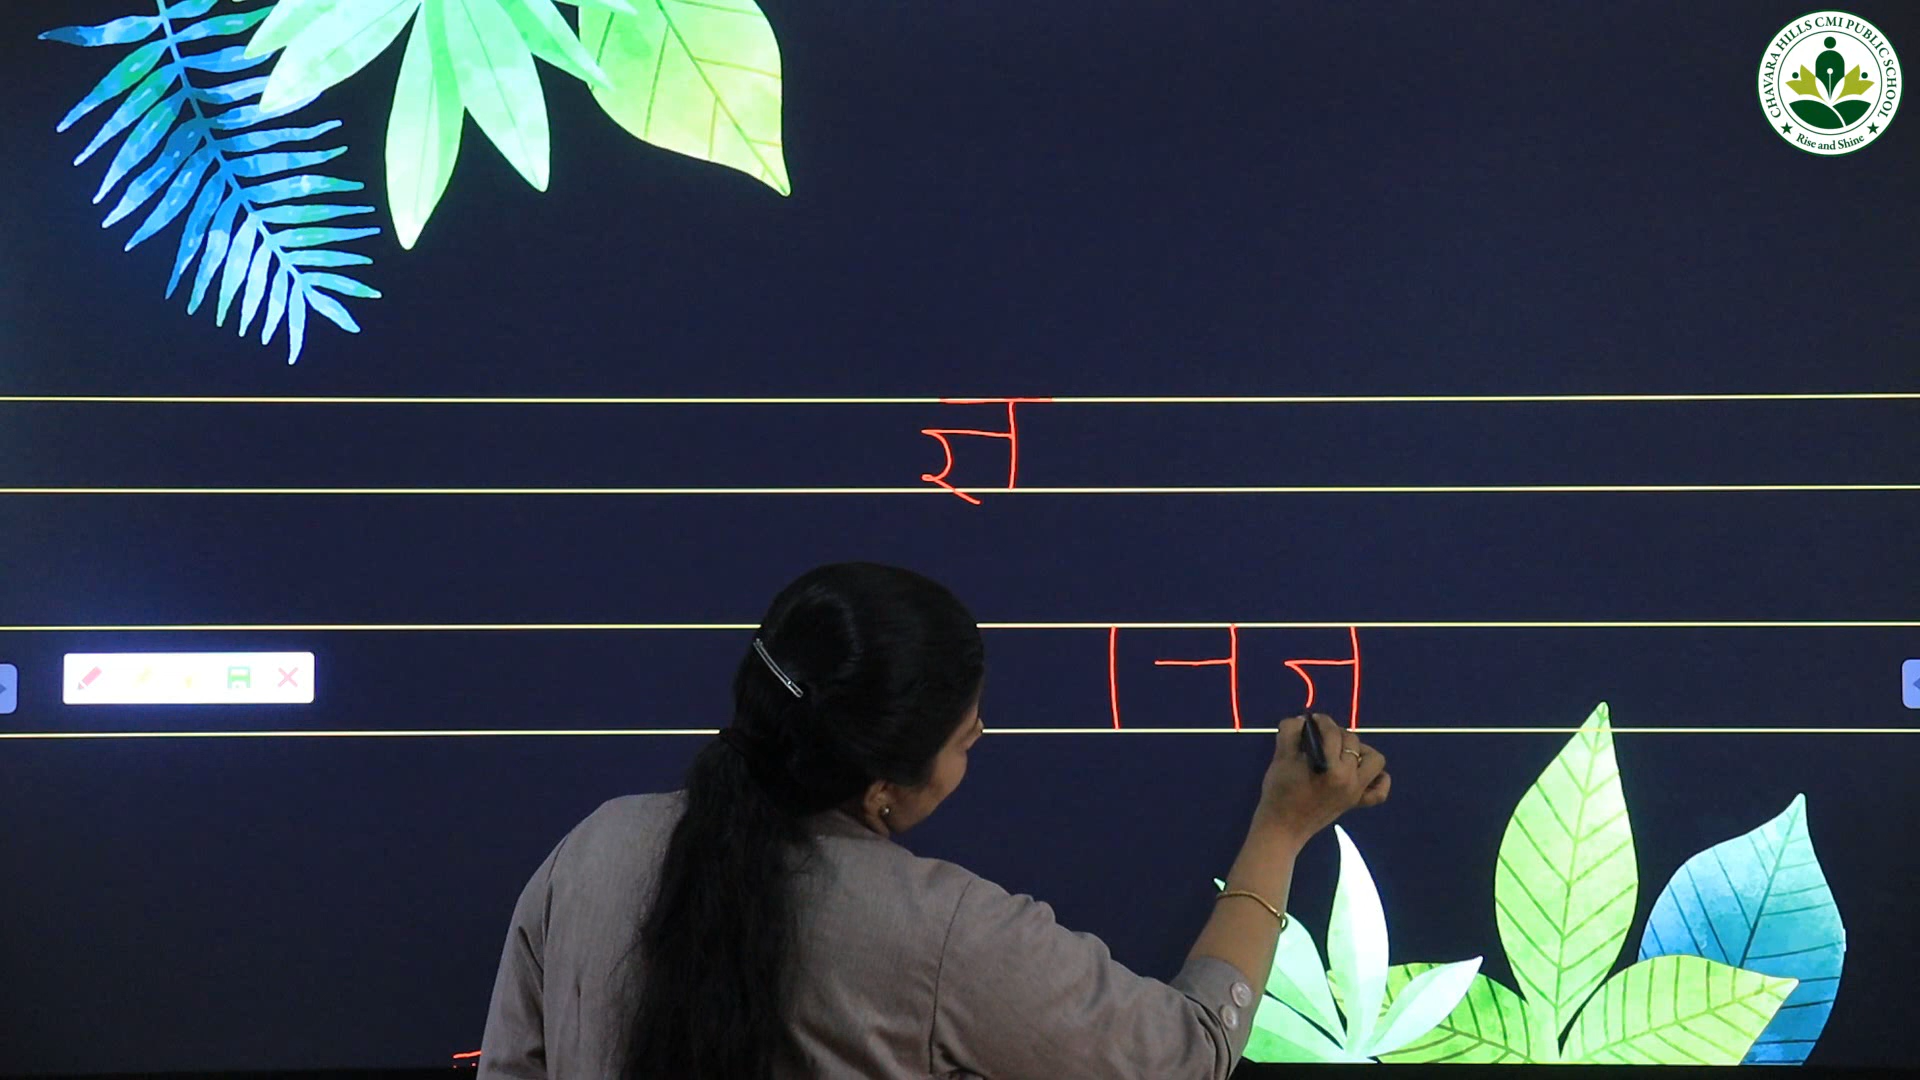 CHAVARA HILLS CMI PUBLIC SCHOOL
Rise and Shine
ञ